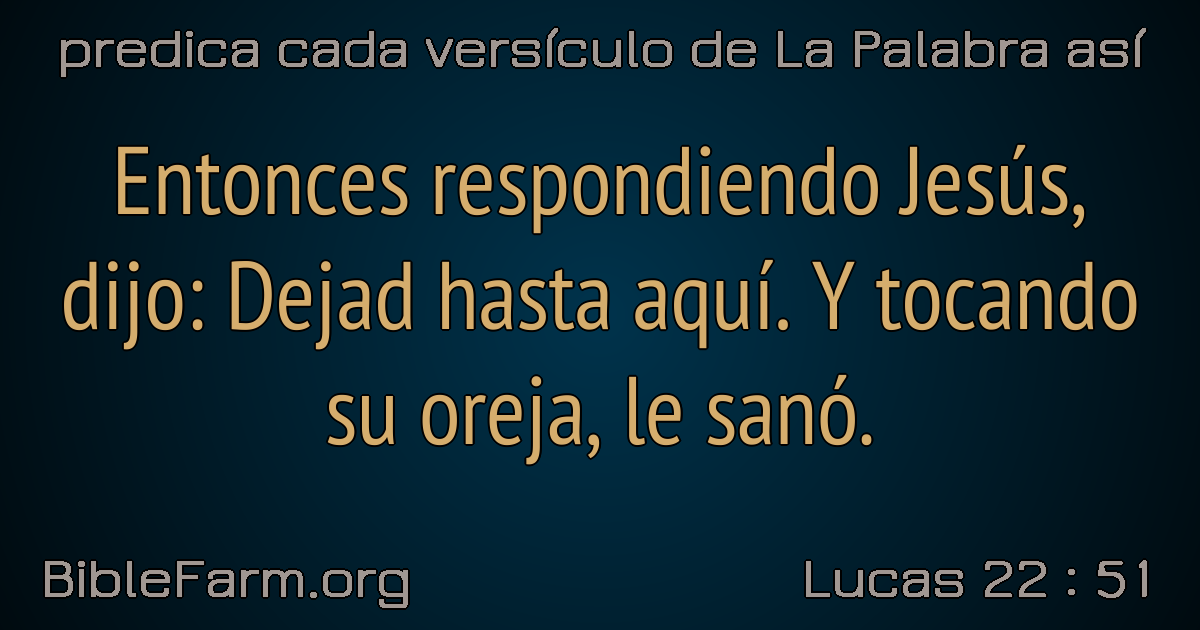 predica cada versículo de La Palabra así
Entonces respondiendo Jesús,
dijo: Dejad hasta aquí. Y tocando
su oreja, le sanó.
BibleFarm.org
Lucas 22 : 51